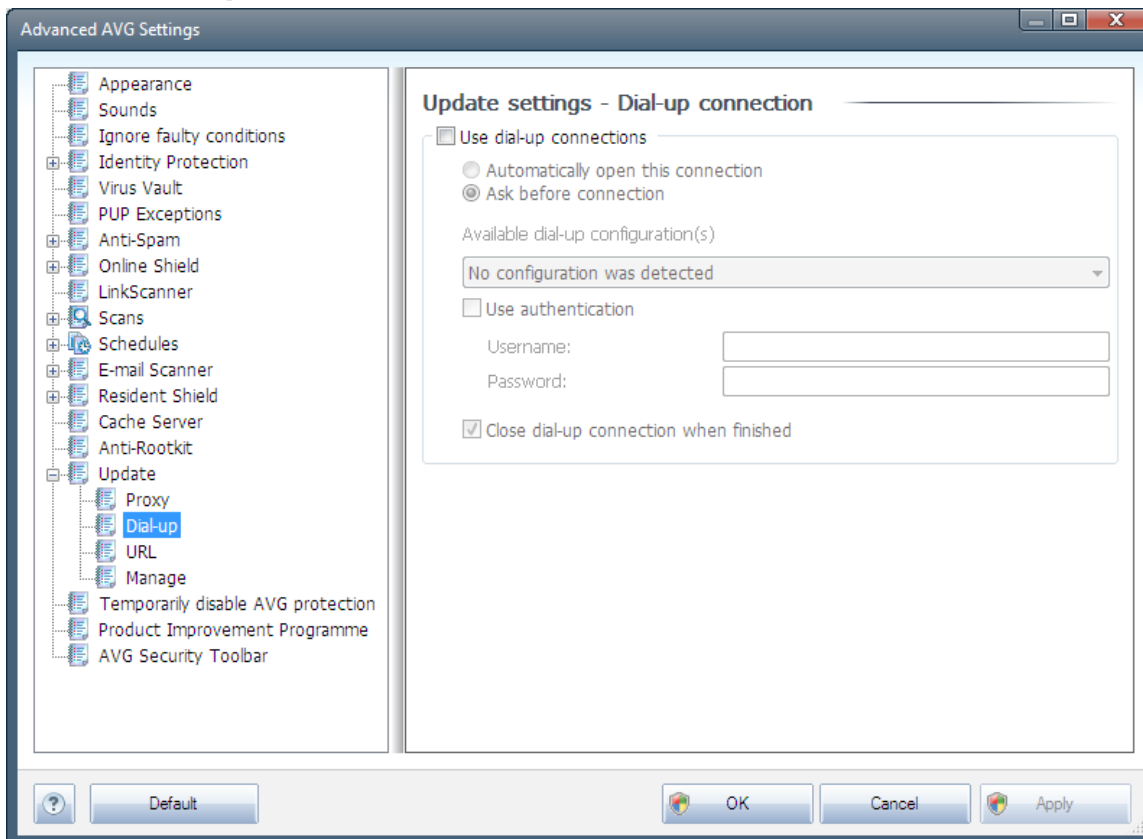 Advanced AVG Settings
Appearance
Sounds
Ignore faulty conditions
Identity Protection
Virus Vault
PUP Exceptions
Anti-Spam
Online Shield
LinkScanner
Scans
Schedules
E-mail Scanner
Resident Shield
Cache Server
Anti-Rootkit
Update
Proxy
Dial-up
URL
Manage
Temporarily disable AVG protection
Product Improvement Programme
AVG Security Toolbar
Update settings - Dial-up connection
Use dial-up connections
Automatically open this connection
Ask before connection
Available dial-up configuration(s)
No configuration was detected
Use authentication
Username:
Password:
Close dial-up connection when finished
? Default OK Cancel Apply